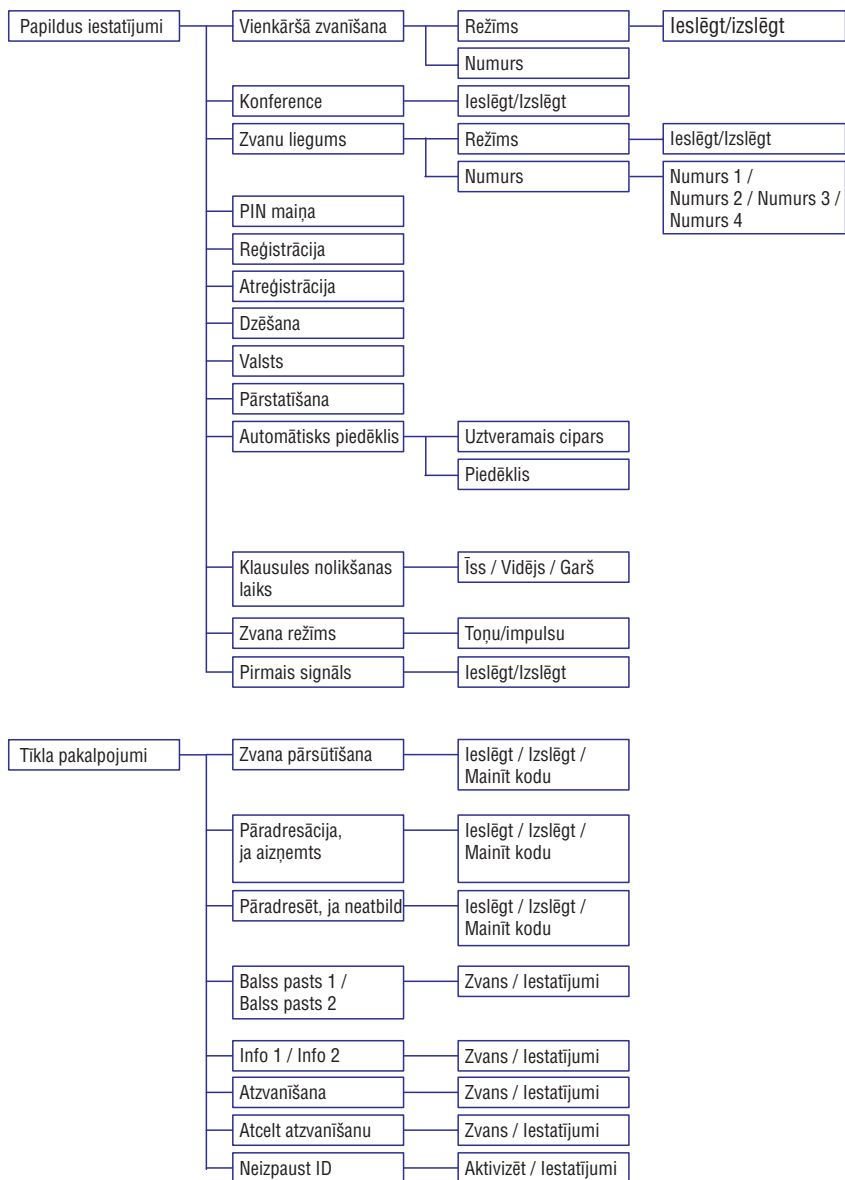 Papildus iestatījumi
Vienkāršā zvanīšana
Režīms
Ieslēgt/izslēgt
Numurs
Konference
Ieslēgt/Izslēgt
Zvanu liegums
Režīms
Ieslēgt/Izslēgt
Numurs
Numurs 1 /
Numurs 2 / Numurs 3 /
Numurs 4
PIN maiņa
Reģistrācija
Atreģistrācija
Dzēšana
Valsts
Pārstatīšana
Automātisks piedēklis
Uztveramais cipars
Piedēklis
Klausules nolikšanas
laiks
Īss / Vidējs / Garš
Zvana režīms
Toņu/impulsu
Pirmais signāls
Ieslēgt/Izslēgt
Tīkla pakalpojumi
Zvana pārsūtīšana
Ieslēgt / Izslēgt /
Mainīt kodu
Pāradresācija,
ja aizņemts
Ieslēgt / Izslēgt /
Mainīt kodu
Pāradresēt, ja neatbild
Ieslēgt / Izslēgt /
Mainīt kodu
Balss pasts 1 /
Balss pasts 2
Zvans / Iestatījumi
Info 1 / Info 2
Zvans / Iestatījumi
Atzvanīšana
Zvans / Iestatījumi
Atcelt atzvanīšanu
Zvans / Iestatījumi
Neizpaust ID
Aktivizēt / Iestatījumi